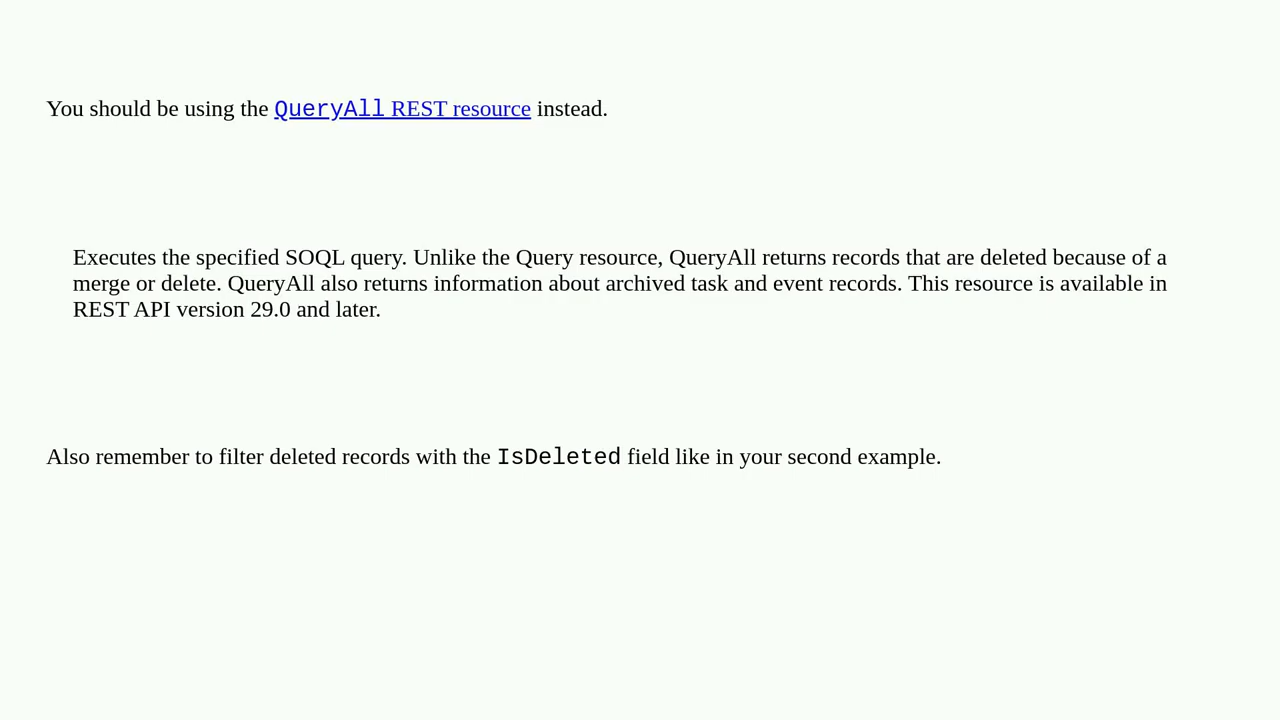 You should be using the QueryAll REST resource instead.
Executes the specified SOQL query. Unlike the Query resource, QueryAll returns records that are deleted because of a
merge or delete. QueryAll also returns information about archived task and event records. This resource is available in
REST API version 29.0 and later.
Also remember to filter deleted records with the IsDeleted field like in your second example.